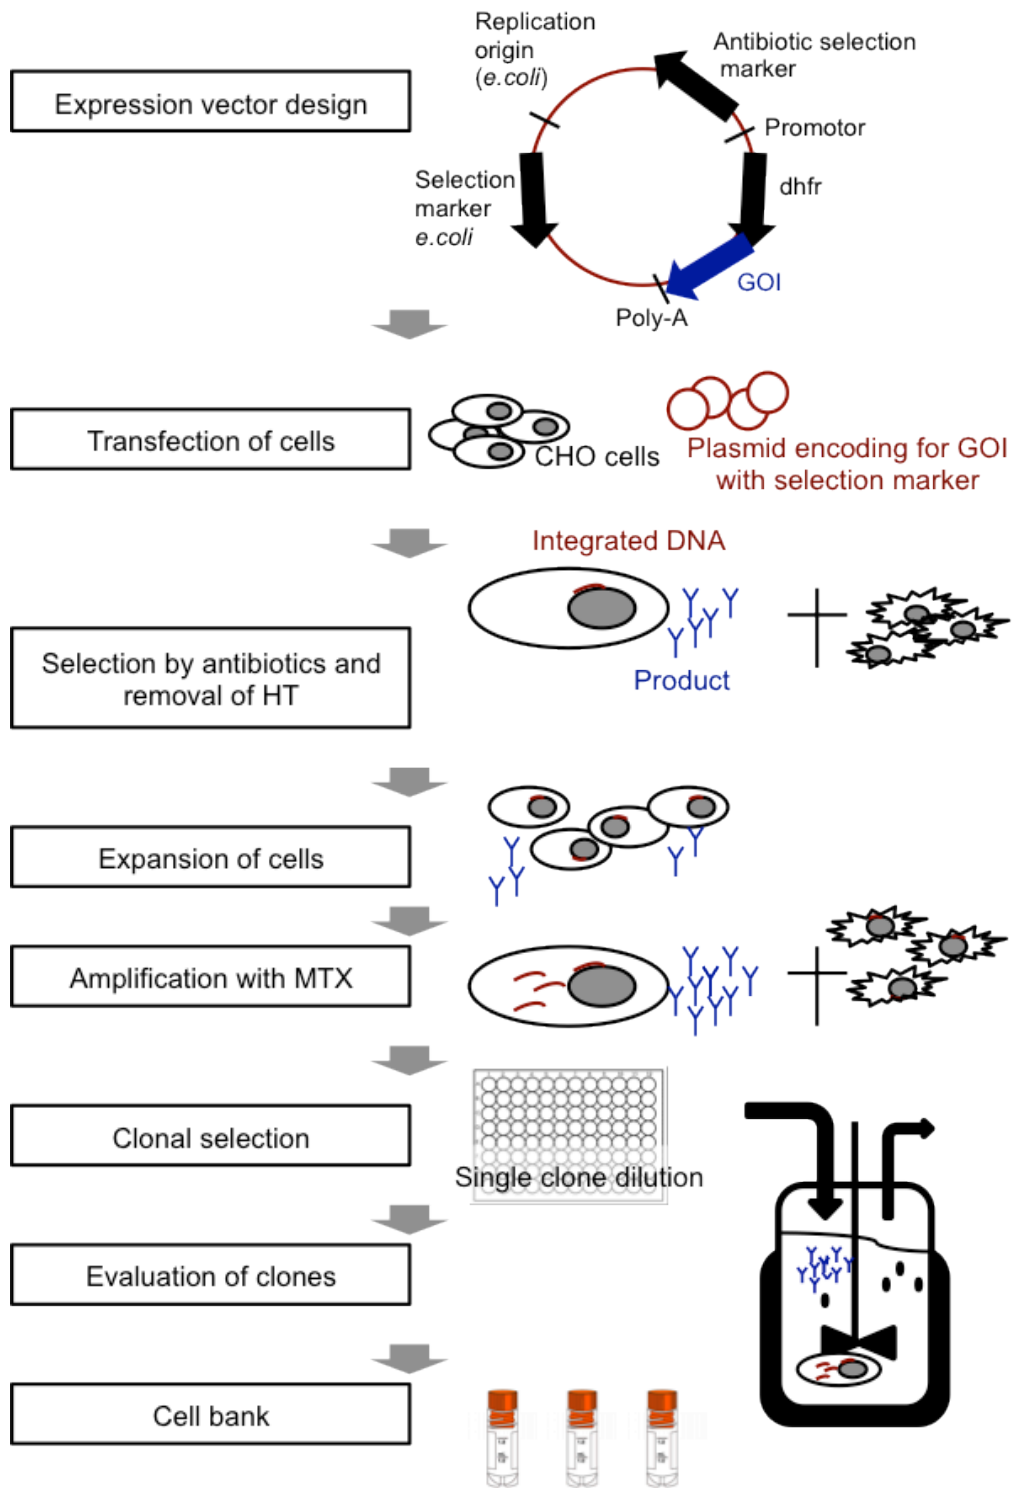 Expression vector design
Replication
origin
(e.coli)
Antibiotic selection
marker
Promotor
dhfr
Selection
marker
e.coli
GOI
Poly-A
Transfection of cells
CHO cells
Plasmid encoding for GOI
with selection marker
Integrated DNA
Selection by antibiotics and
removal of HT
Product
Expansion of cells
Amplification with MTX
Clonal selection
Single clone dilution
Evaluation of clones
Cell bank